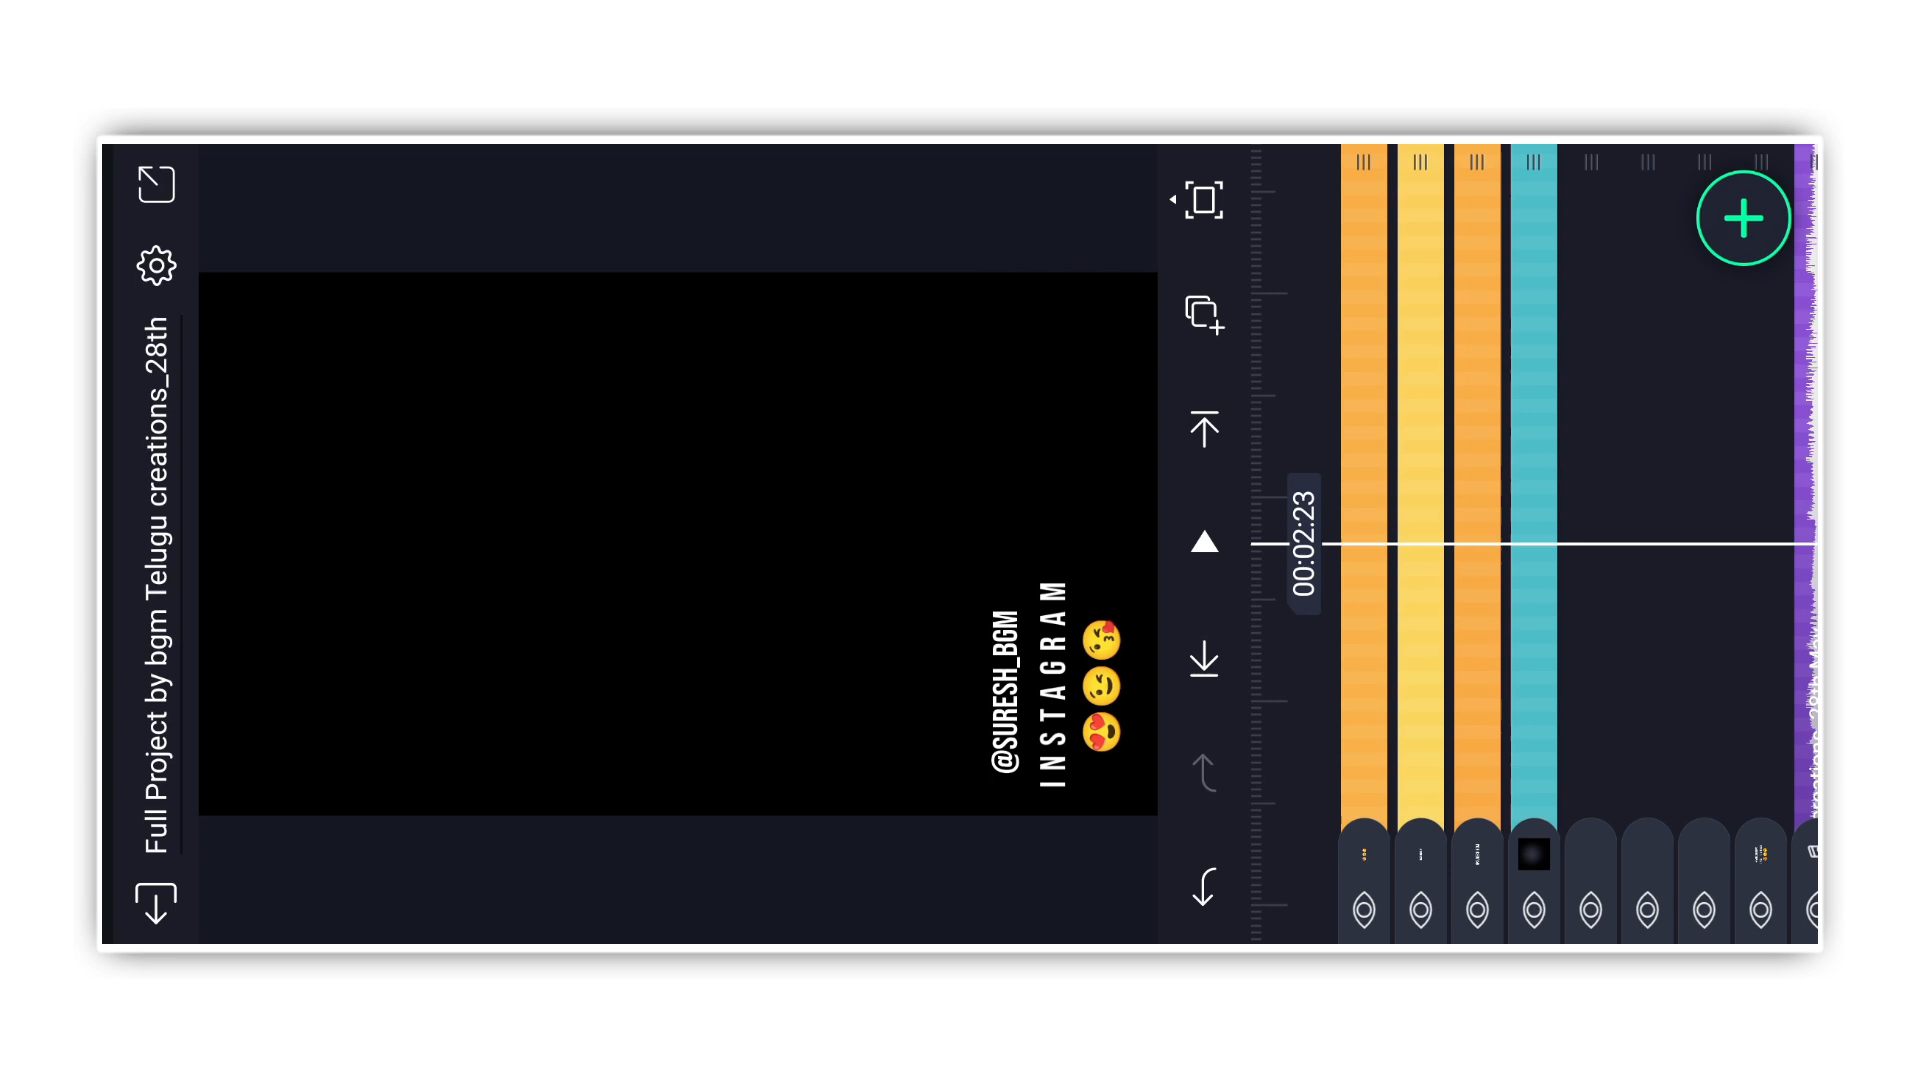 Full Project by bgm Telugu creations_28th
@SURESH_BGM
INSTAGRAM
😍😉😘
00:02:23